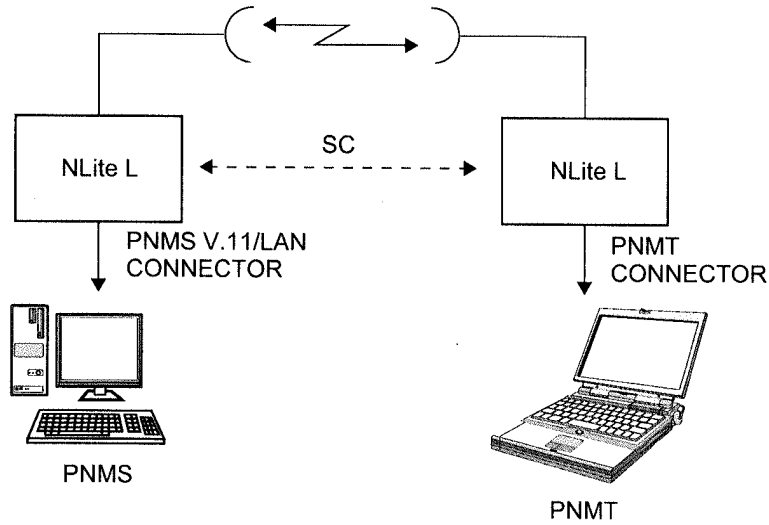 SC
NLite L
NLite L
PNMS V.11/LAN
CONNECTOR
PNMT
CONNECTOR
PNMS
PNMT